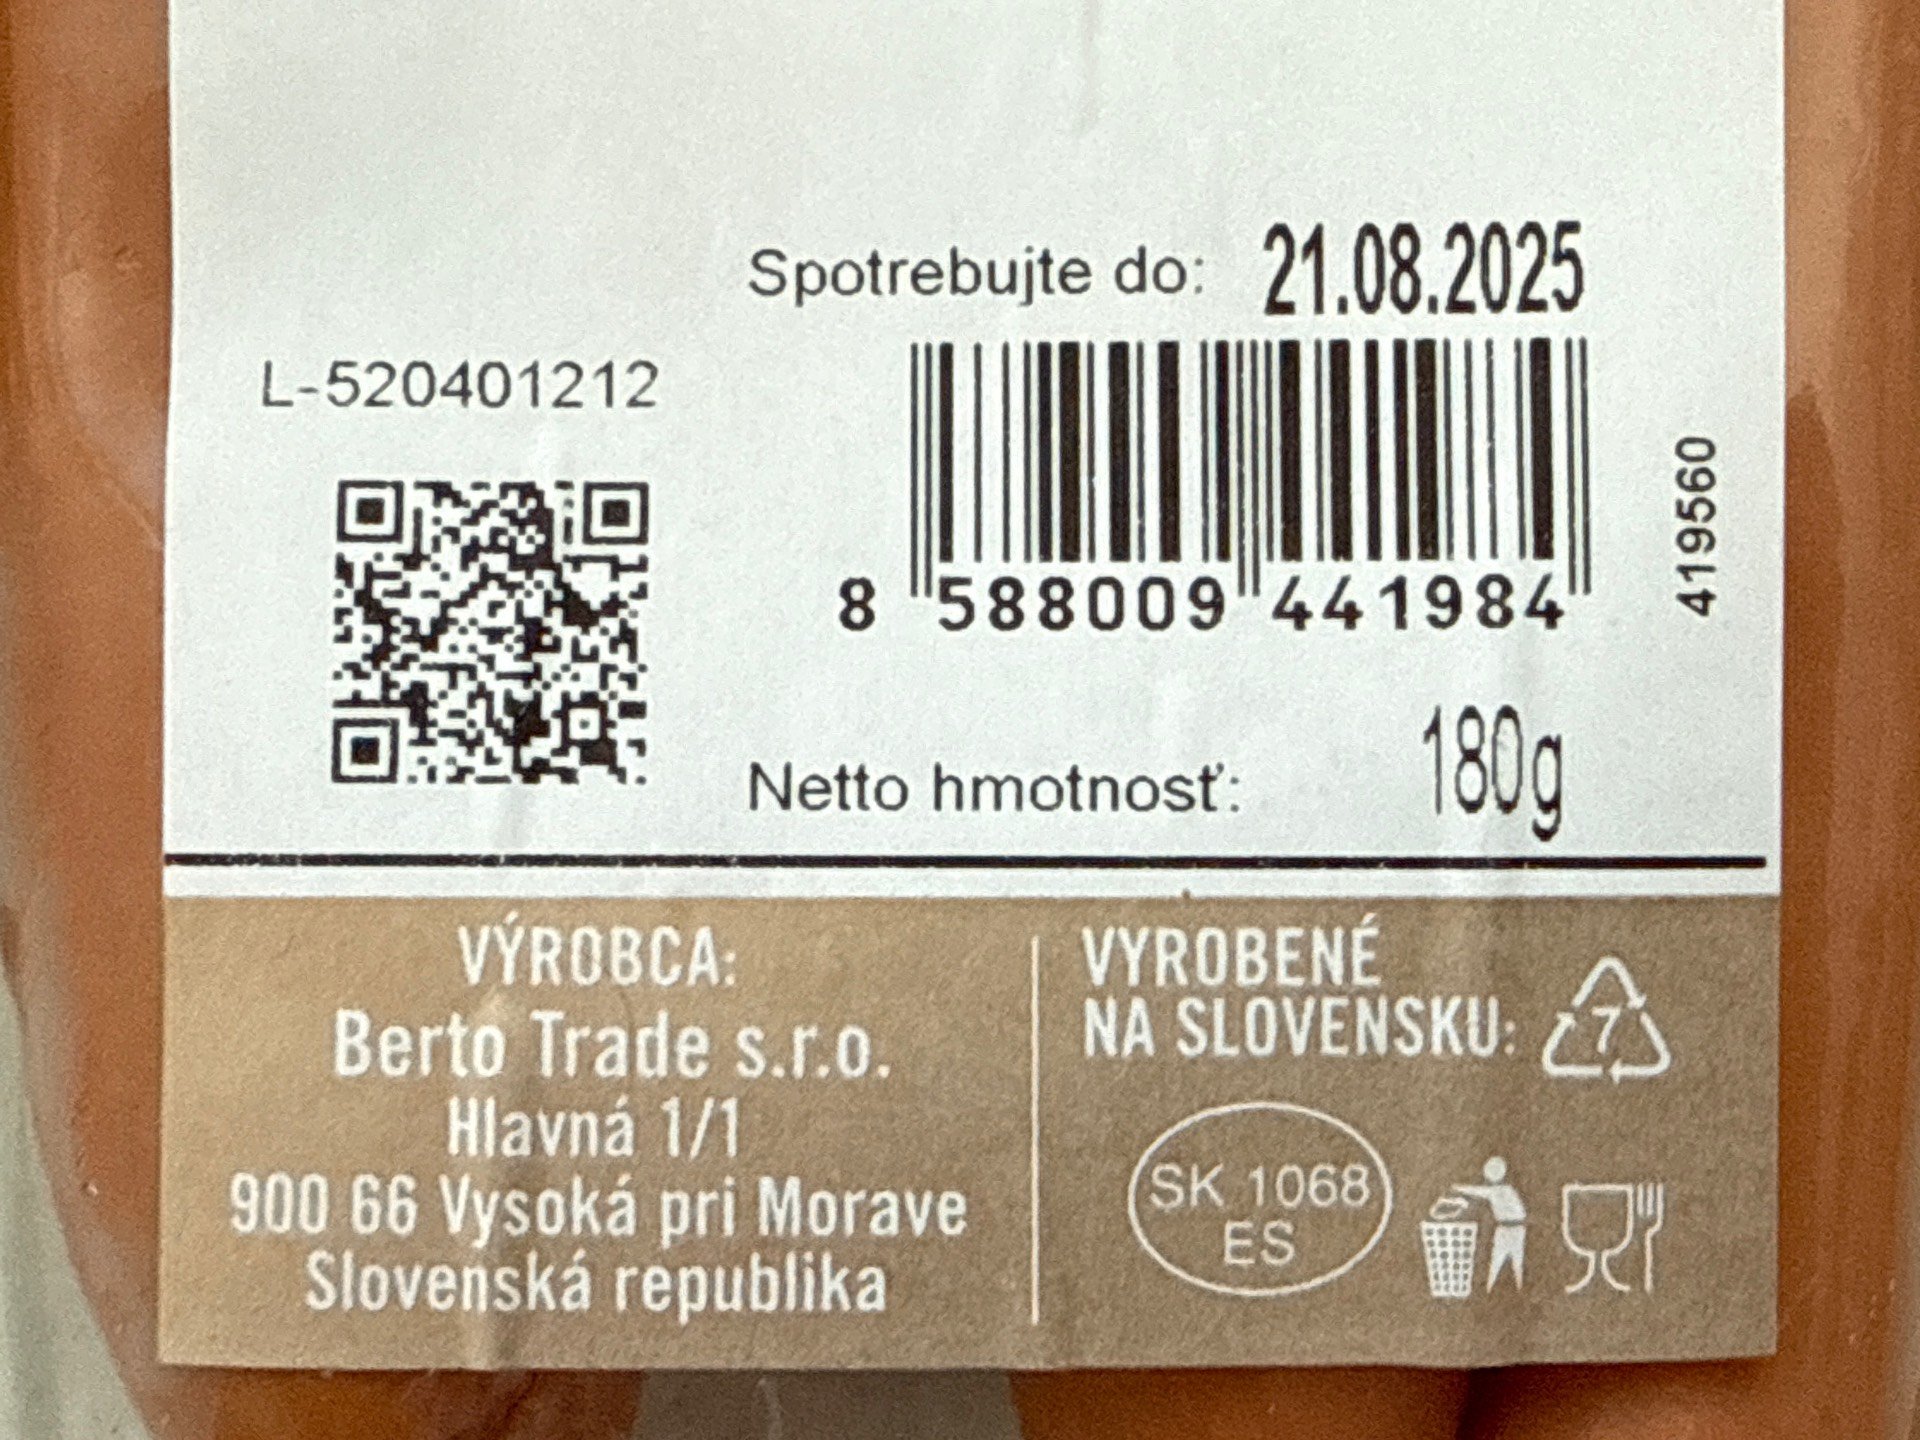 Spotrebujte do: 21.08.2025
L-520401212
8 588009 441984
419560
Netto hmotnosť: 180g
VÝROBCA:
Berto Trade s.r.o.
Hlavná 1/1
900 66 Vysoká pri Morave
Slovenská republika
VYROBENÉ
NA SLOVENSKU:
7
SK 1068
ES